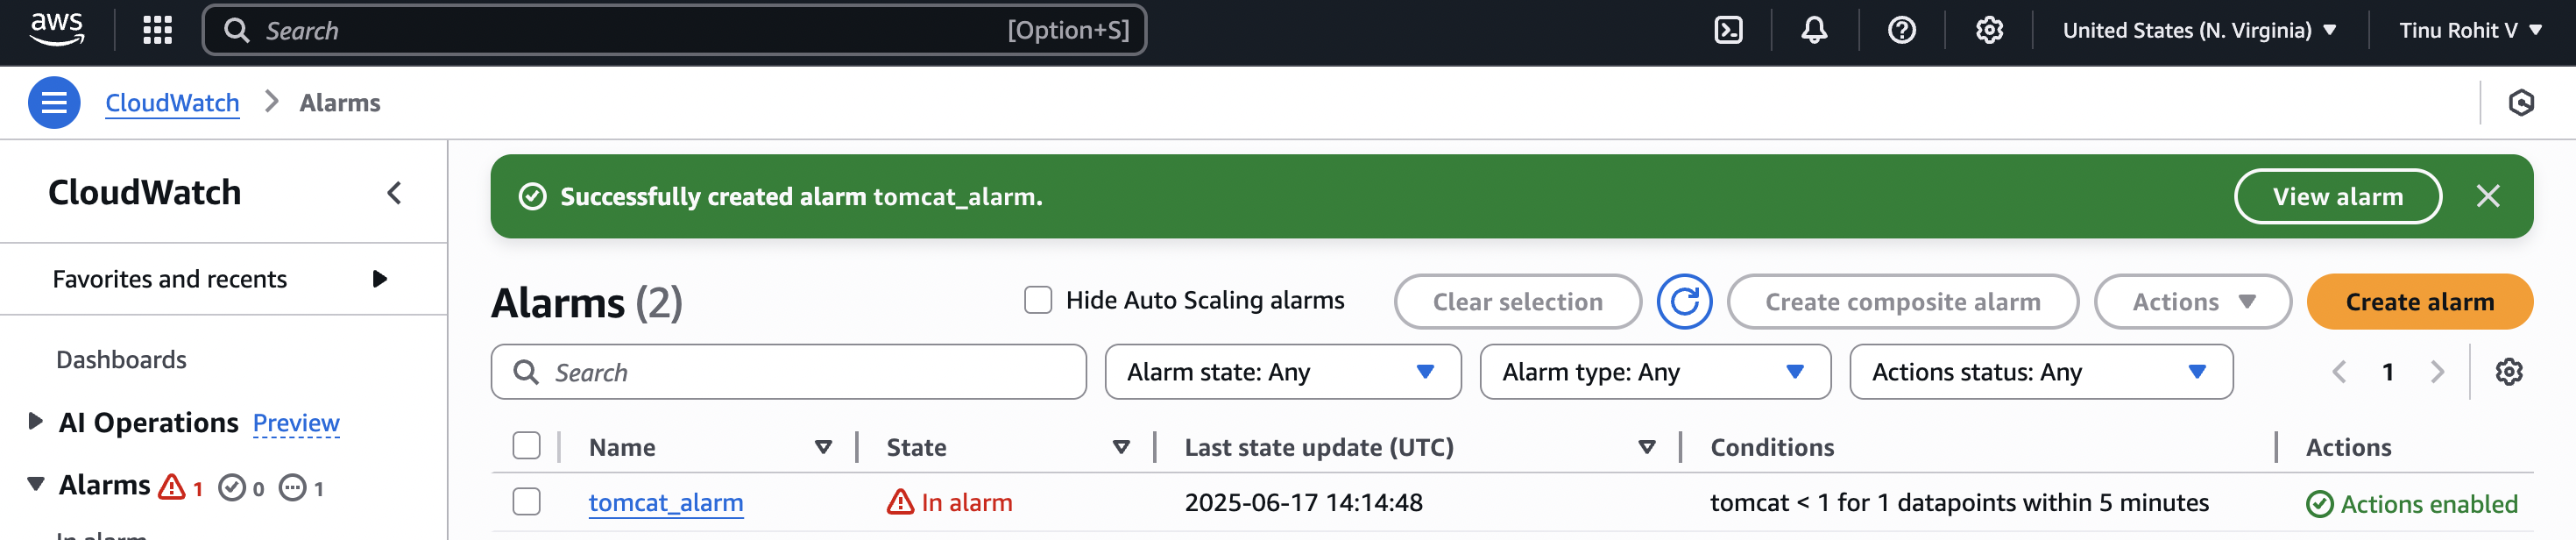 aws
Search [Option+S]
United States (N. Virginia)
Tinu Rohit V
CloudWatch
Alarms
CloudWatch
Favorites and recents
Dashboards
AI Operations Preview
Alarms 1 0 1
In alarm
Successfully created alarm tomcat_alarm.
View alarm
Alarms (2)
Hide Auto Scaling alarms
Clear selection
Create composite alarm
Actions
Create alarm
Search
Alarm state: Any
Alarm type: Any
Actions status: Any
1
Name State Last state update (UTC) Conditions Actions
tomcat_alarm In alarm 2025-06-17 14:14:48 tomcat < 1 for 1 datapoints within 5 minutes Actions enabled